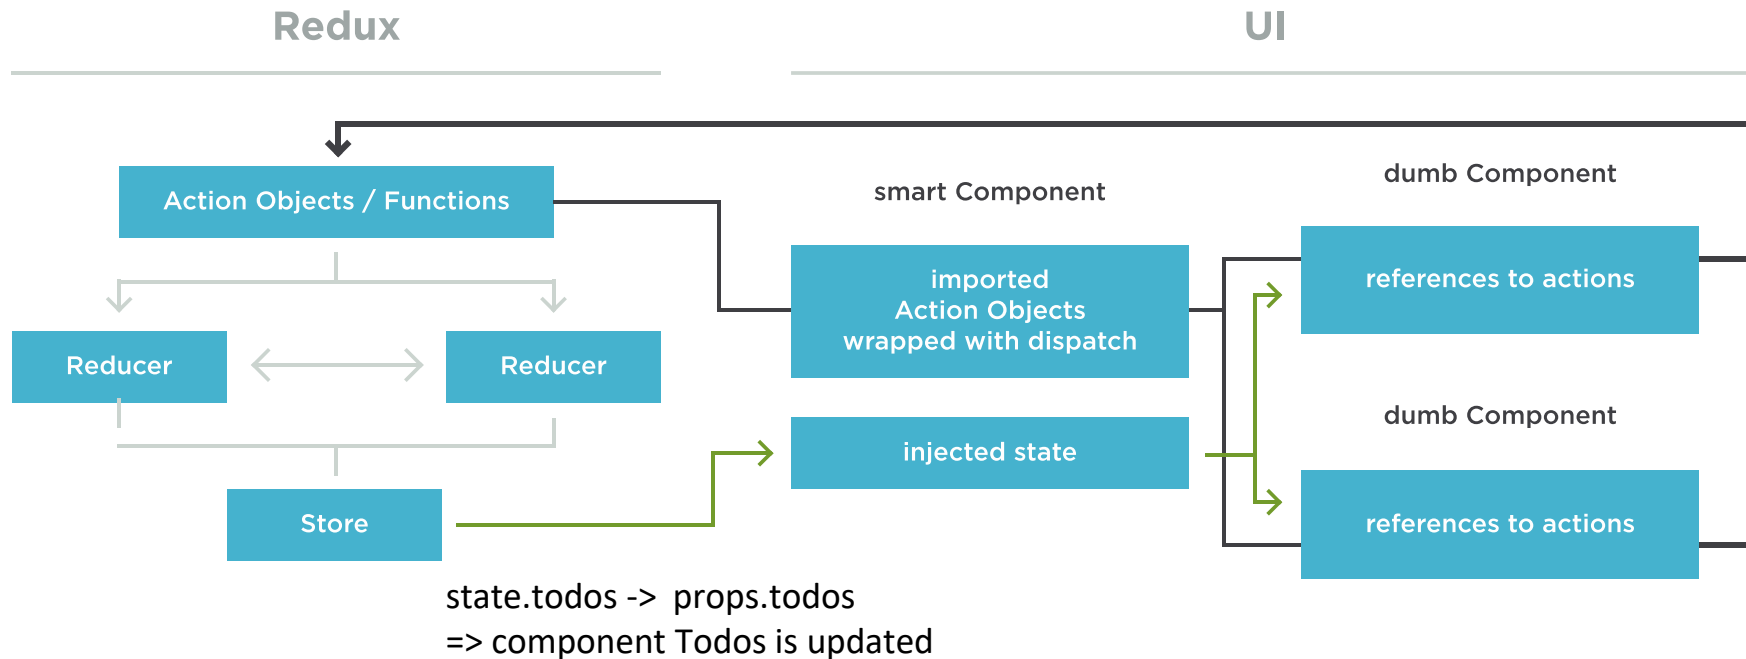 Redux
UI
Action Objects / Functions
smart Component
dumb Component
imported
Action Objects
wrapped with dispatch
references to actions
Reducer
Reducer
injected state
dumb Component
Store
references to actions
state.todos -> props.todos
=> component Todos is updated